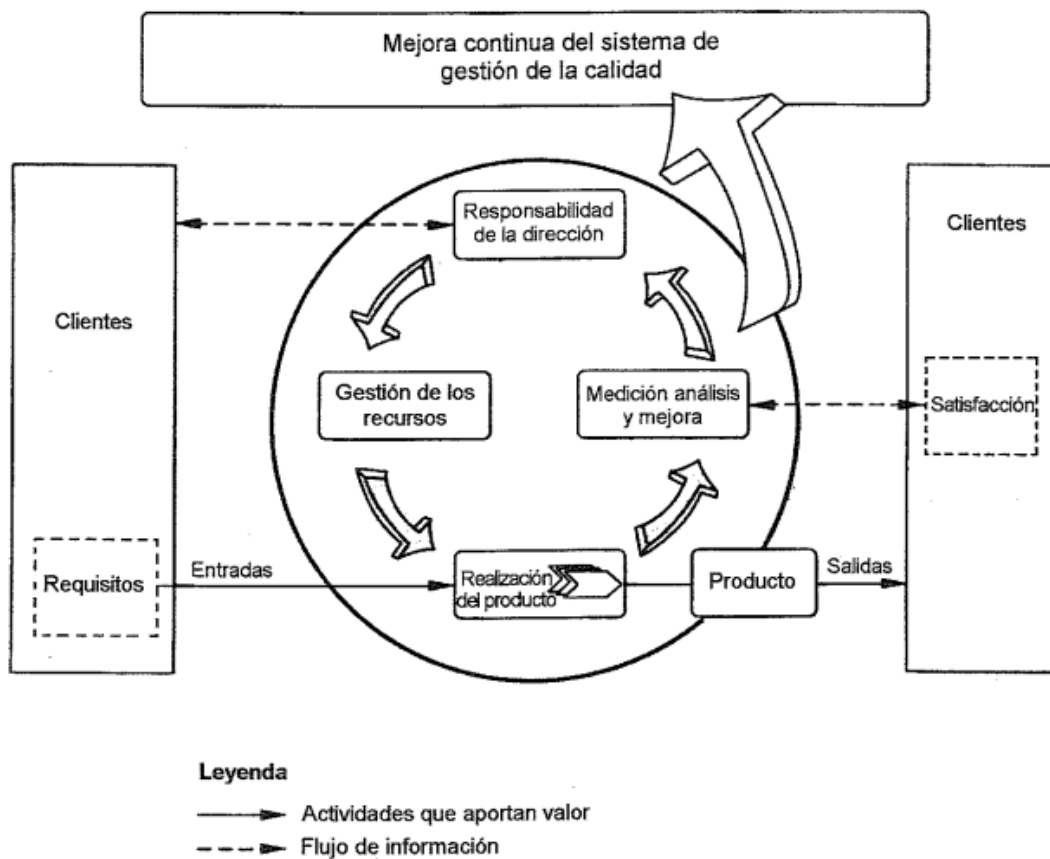 Mejora continua del sistema de
gestión de la calidad
Responsabilidad
de la dirección
Clientes
Clientes
Gestión de los
recursos
Medición análisis
y mejora
Satisfacción
Requisitos
Entradas
Realización
del producto
Producto
Salidas
Leyenda
Actividades que aportan valor
Flujo de información